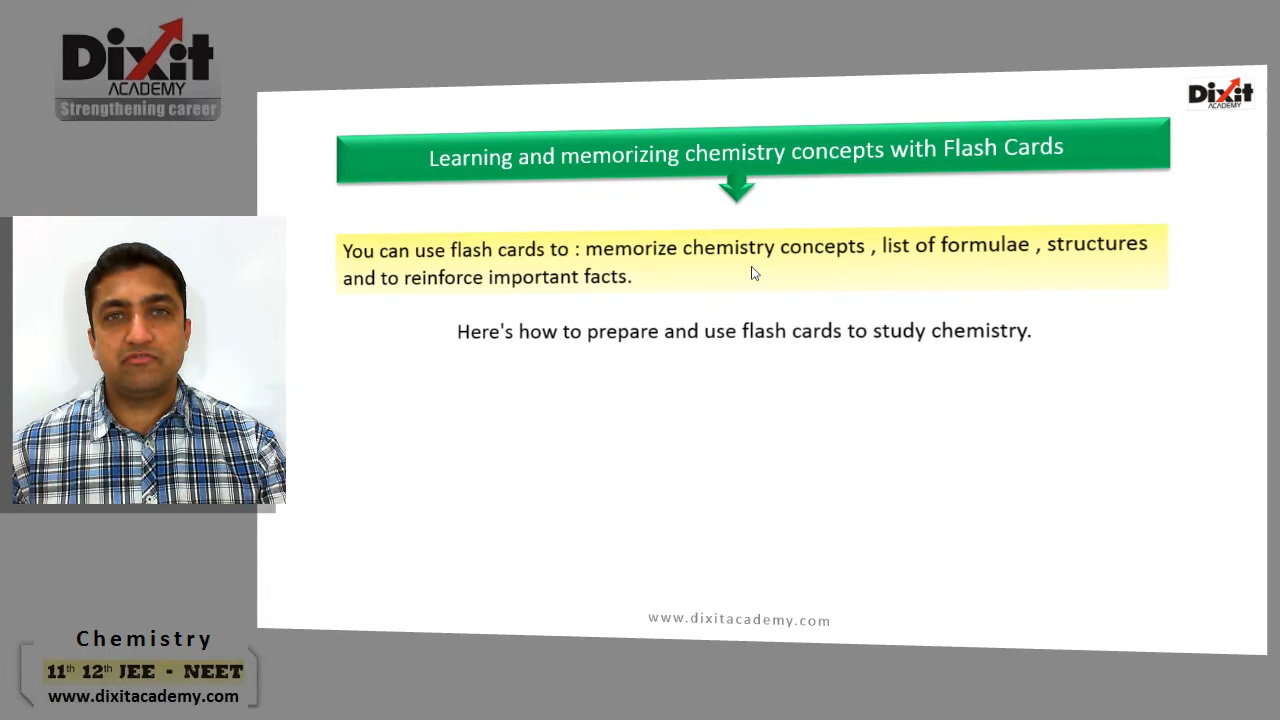 Dixit
ACADEMY
Strengthening career
Dixit
ACADEMY
Learning and memorizing chemistry concepts with Flash Cards
You can use flash cards to : memorize chemistry concepts , list of formulae , structures
and to reinforce important facts.
Here's how to prepare and use flash cards to study chemistry.
www.dixitacademy.com
Chemistry
11th 12th JEE - NEET
www.dixitacademy.com